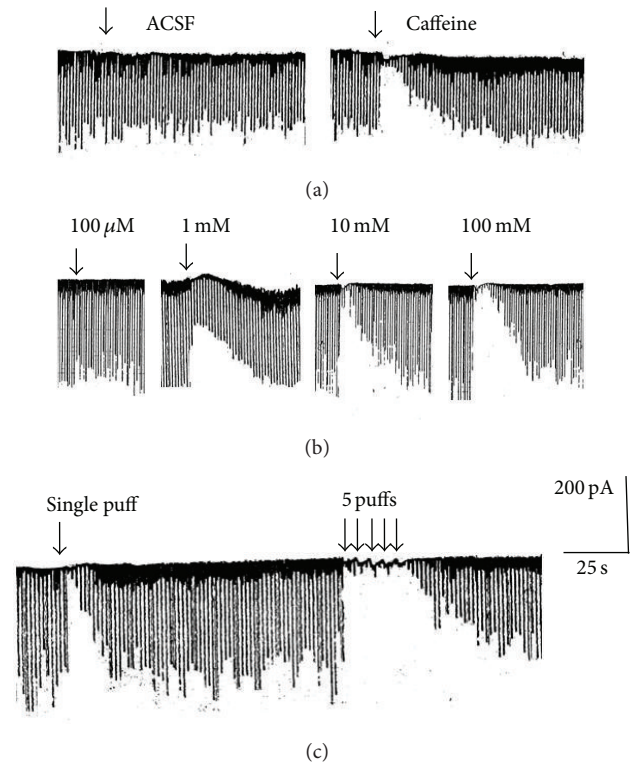 ACSF
Caffeine
(a)
100 μM
1 mM
10 mM
100 mM
(b)
Single puff
5 puffs
200 pA
25 s
(c)